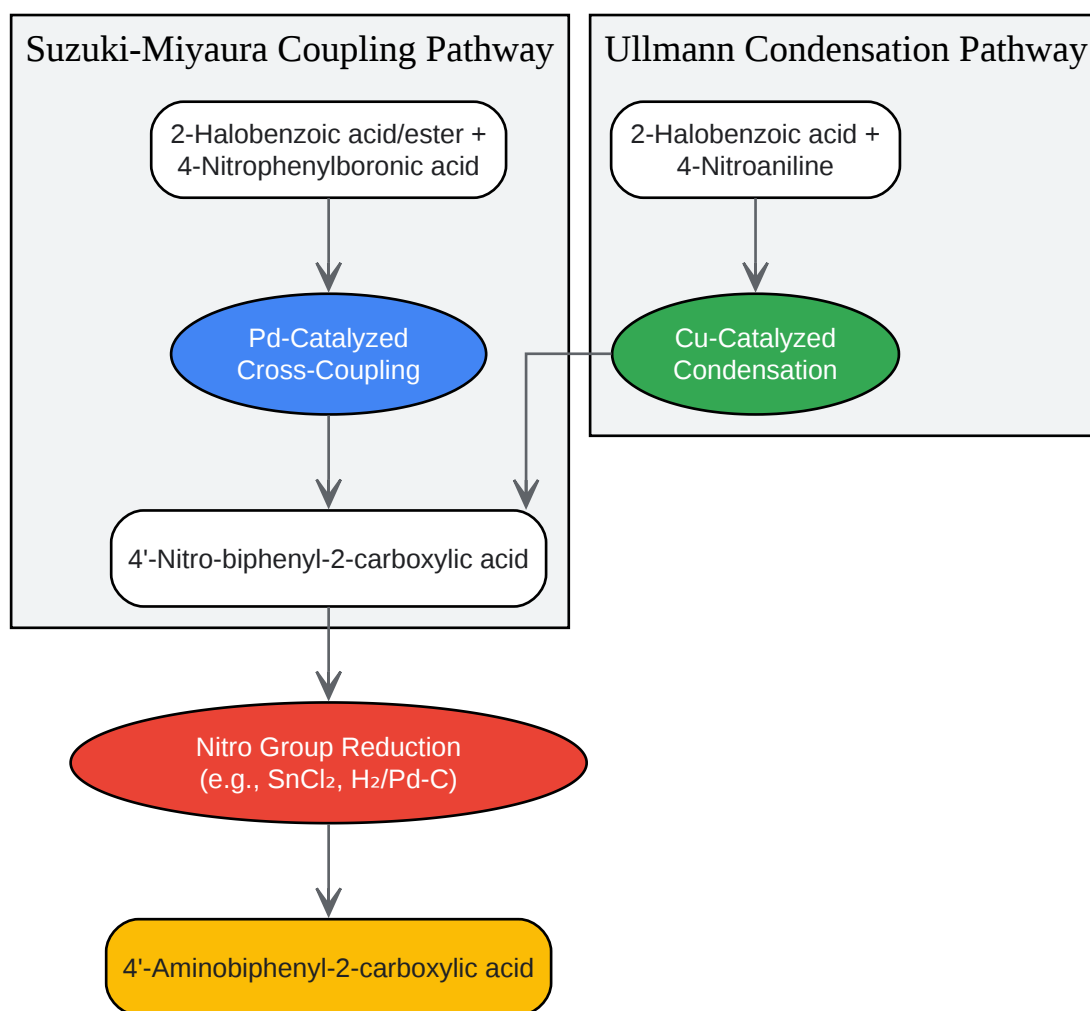 Suzuki-Miyaura Coupling Pathway
Ullmann Condensation Pathway
2-Halobenzoic acid/ester +
4-Nitrophenylboronic acid
2-Halobenzoic acid +
4-Nitroaniline
Pd-Catalyzed
Cross-Coupling
Cu-Catalyzed
Condensation
4'-Nitro-biphenyl-2-carboxylic acid
Nitro Group Reduction
(e.g., SnCl₂, H₂/Pd-C)
4'-Aminobiphenyl-2-carboxylic acid